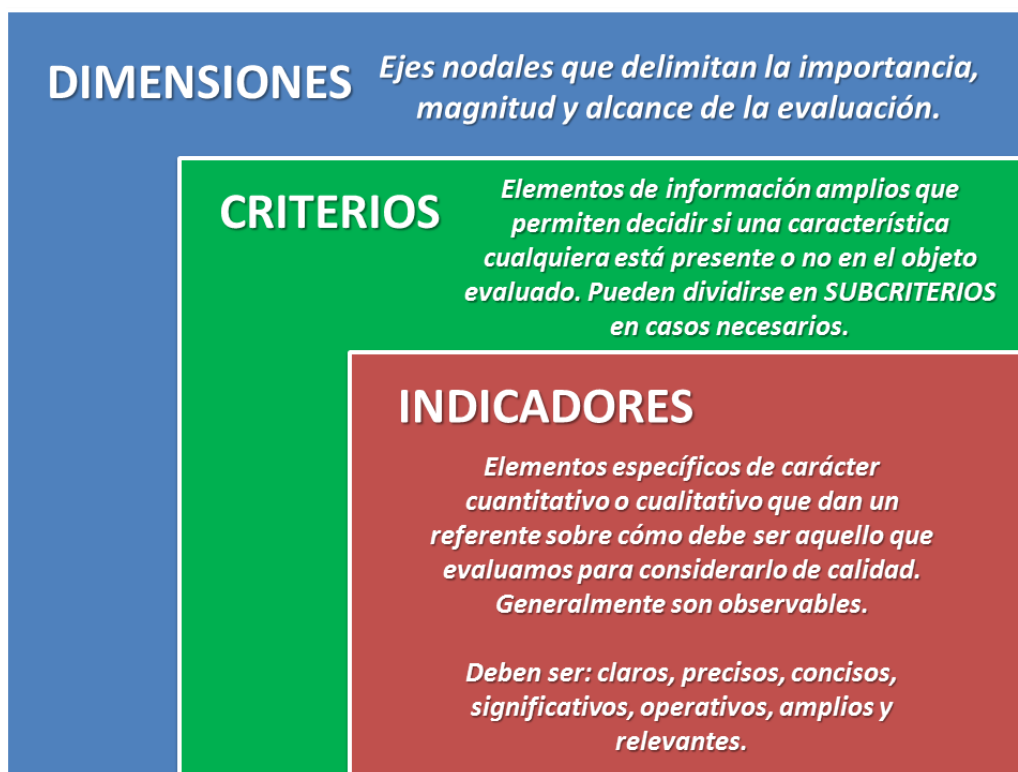 DIMENSIONES
Ejes nodales que delimitan la importancia,
magnitud y alcance de la evaluación.
CRITERIOS
Elementos de información amplios que
permiten decidir si una característica
cualquiera está presente o no en el objeto
evaluado. Pueden dividirse en SUBCRITERIOS
en casos necesarios.
INDICADORES
Elementos específicos de carácter
cuantitativo o cualitativo que dan un
referente sobre cómo debe ser aquello que
evaluamos para considerarlo de calidad.
Generalmente son observables.
Deben ser: claros, precisos, concisos,
significativos, operativos, amplios y
relevantes.